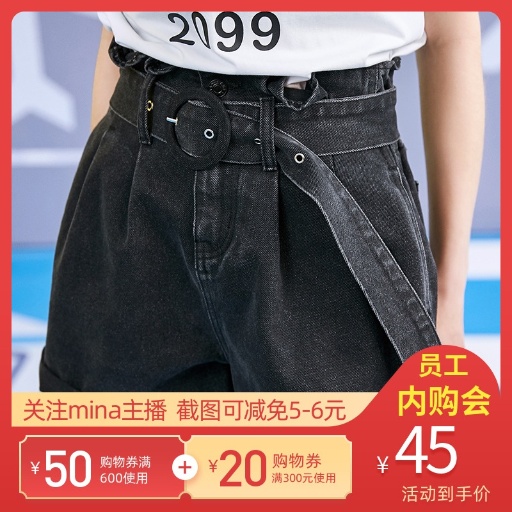 2099
员工
内购会
关注mina主播 截图可减免5-6元
¥50 购物券满
600使用
+
¥20 购物券
满300元使用
¥45
活动到手价